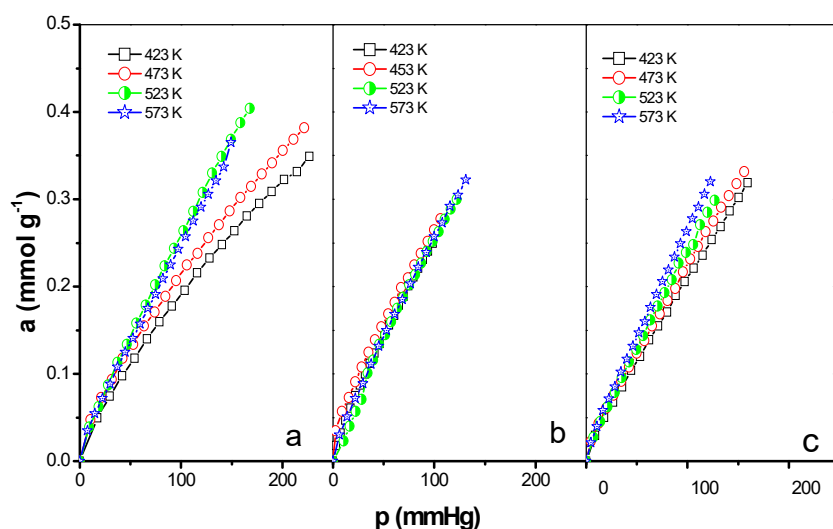 a (mmol g⁻¹)
0.5
0.4
0.3
0.2
0.1
0.0
423 K
473 K
523 K
573 K
a
423 K
453 K
523 K
573 K
b
423 K
473 K
523 K
573 K
c
0 100 200 0 100 200 0 100 200
p (mmHg)